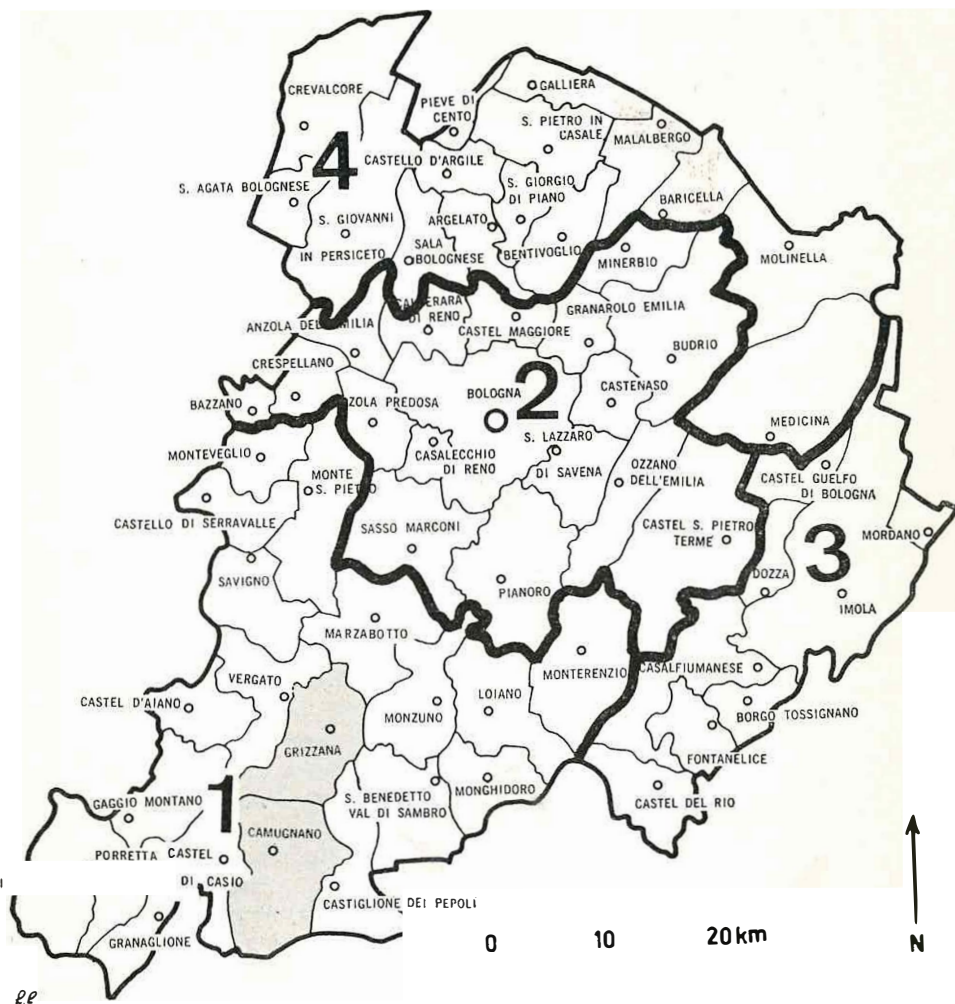 CREVALCORE
GALLIERA
PIEVE DI
CENTO
S. PIETRO IN
CASALE
MALALBERGO
4
CASTELLO D'ARGILE
S. AGATA BOLOGNESE
S. GIORGIO
DI PIANO
BARICELLA
S. GIOVANNI
IN PERSICETO
ARGELATO
SALA
BOLOGNESE
BENTIVOGLIO
MINERBIO
MOLINELLA
ANZOLA DELL'EMILIA
DI RENO
CASTEL MAGGIORE
GRANAROLO EMILIA
BUDRIO
CRESPELLANO
BAZZANO
PREDOSA
BOLOGNA
2
CASTENASO
MEDICINA
MONTEVEGLIO
MONTE
S. PIETRO
CASALECCHIO
DI RENO
S. LAZZARO
DI SAVENA
OZZANO
DELL'EMILIA
CASTEL GUELFO
DI BOLOGNA
CASTELLO DI SERRAVALLE
SASSO MARCONI
CASTEL S. PIETRO
TERME
MORDANO
3
SAVIGNO
PIANORO
DOZZA
IMOLA
MARZABOTTO
VERGATO
CASTEL D'AIANO
MONZUNO
LOIANO
MONTERENZIO
CASALFIUMANESE
BORGO TOSSIGNANO
GRIZZANA
FONTANELICE
GAGGIO MONTANO
1
S. BENEDETTO
VAL DI SAMBRO
MONGHIDORO
CASTEL DEL RIO
CAMUGNANO
PORRETTA
CASTEL
DI CASIO
CASTIGLIONE DEI PEPOLI
GRANAGLIONE
0 10 20 km
N